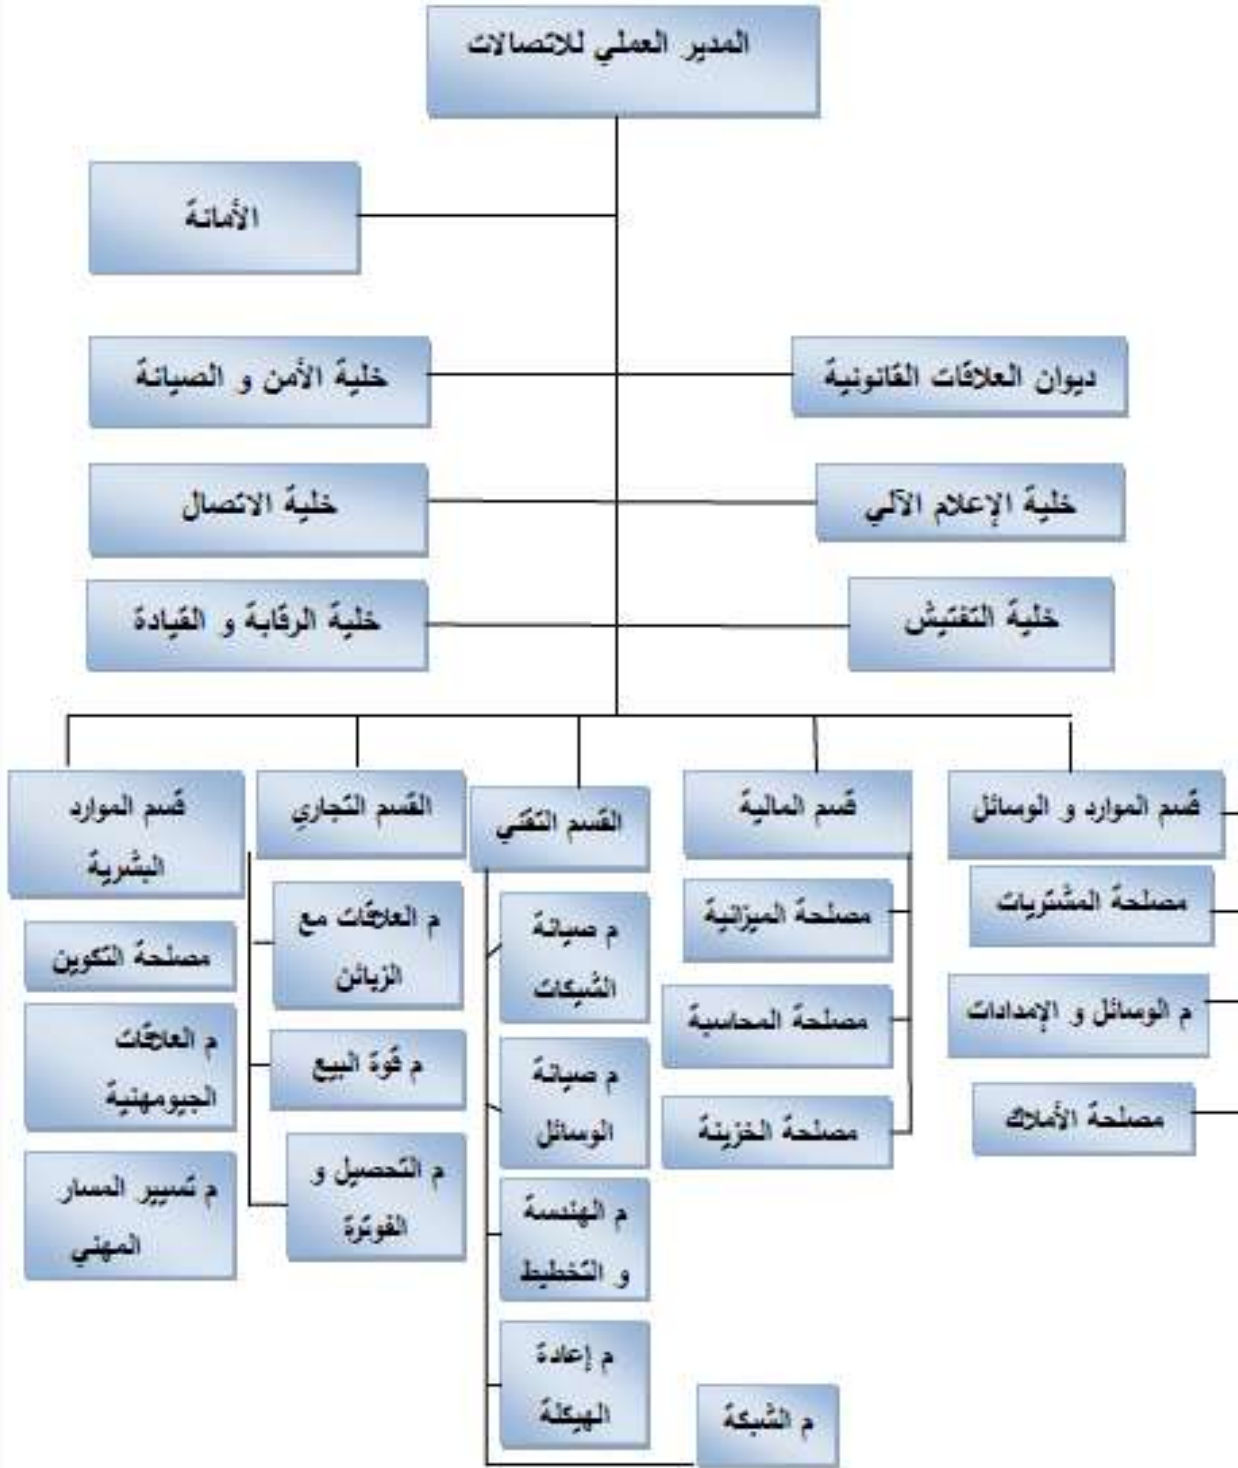 المدير العملي للاتصالات
الأمانة
ديوان العلاقات القانونية
خلية الأمن و الصيانة
خلية الإعلام الآلي
خلية الاتصال
خلية التفتيش
خلية الرقابة و القيادة
قسم الموارد و الوسائل
مصلحة المشتريات
م الوسائل و الإمدادات
مصلحة الأملاك
قسم المالية
مصلحة الميزانية
مصلحة المحاسبة
مصلحة الخزينة
القسم التقني
م صيانة
الشبكات
م صيانة
الوسائل
م الهندسة
و التخطيط
م إعادة
الهيكلة
م الشبكة
القسم التجاري
م العلاقات مع
الزبائن
م قوة البيع
م التحصيل و
الفوترة
قسم الموارد
البشرية
مصلحة التكوين
م العلاقات
الجيومهنية
م تسيير المسار
المهني